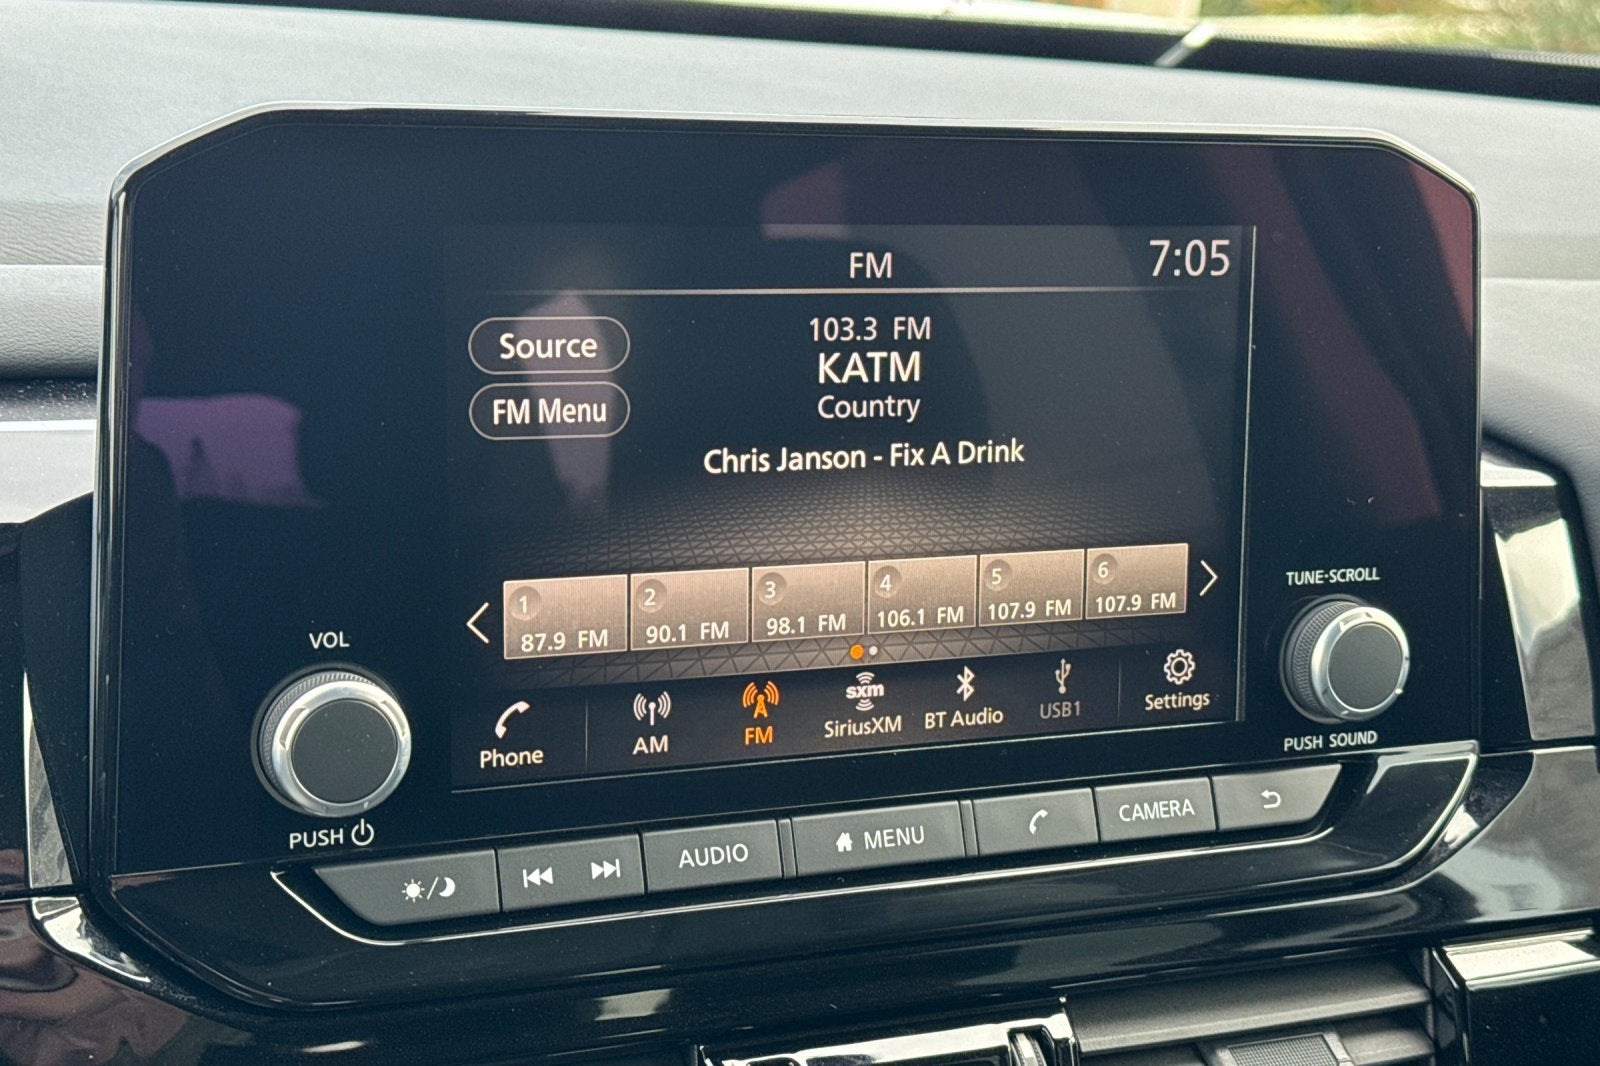 FM
7:05
Source
103.3 FM
KATM
FM Menu
Country
Chris Janson - Fix A Drink
1
87.9 FM
2
90.1 FM
3
98.1 FM
4
106.1 FM
5
107.9 FM
6
107.9 FM
Phone
AM
FM
sxm
SiriusXM
BT Audio
USB1
Settings
VOL
PUSH
TUNE·SCROLL
PUSH SOUND
AUDIO
MENU
CAMERA